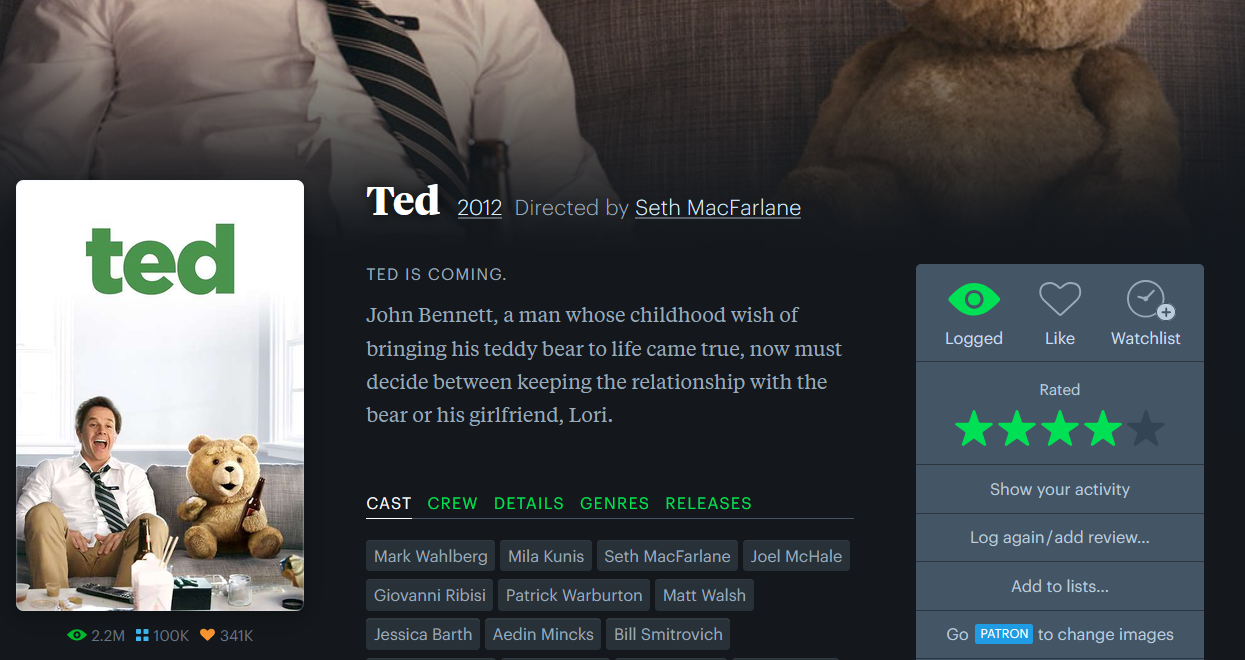 ted
Ted 2012 Directed by Seth MacFarlane
TED IS COMING.
John Bennett, a man whose childhood wish of
bringing his teddy bear to life came true, now must
decide between keeping the relationship with the
bear or his girlfriend, Lori.
CAST CREW DETAILS GENRES RELEASES
Mark Wahlberg Mila Kunis Seth MacFarlane Joel McHale
Giovanni Ribisi Patrick Warburton Matt Walsh
Jessica Barth Aedin Mincks Bill Smitrovich
2.2M 100K 341K
Logged Like Watchlist
Rated
Show your activity
Log again/add review...
Add to lists...
Go PATRON to change images